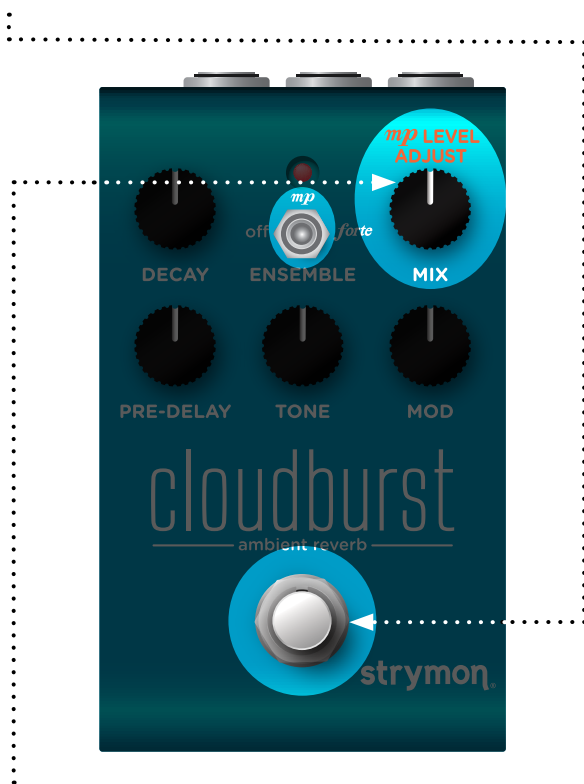 mp LEVEL
ADJUST
mp
off
forte
DECAY
ENSEMBLE
MIX
PRE-DELAY
TONE
MOD
cloudburst
ambient reverb
strymon®